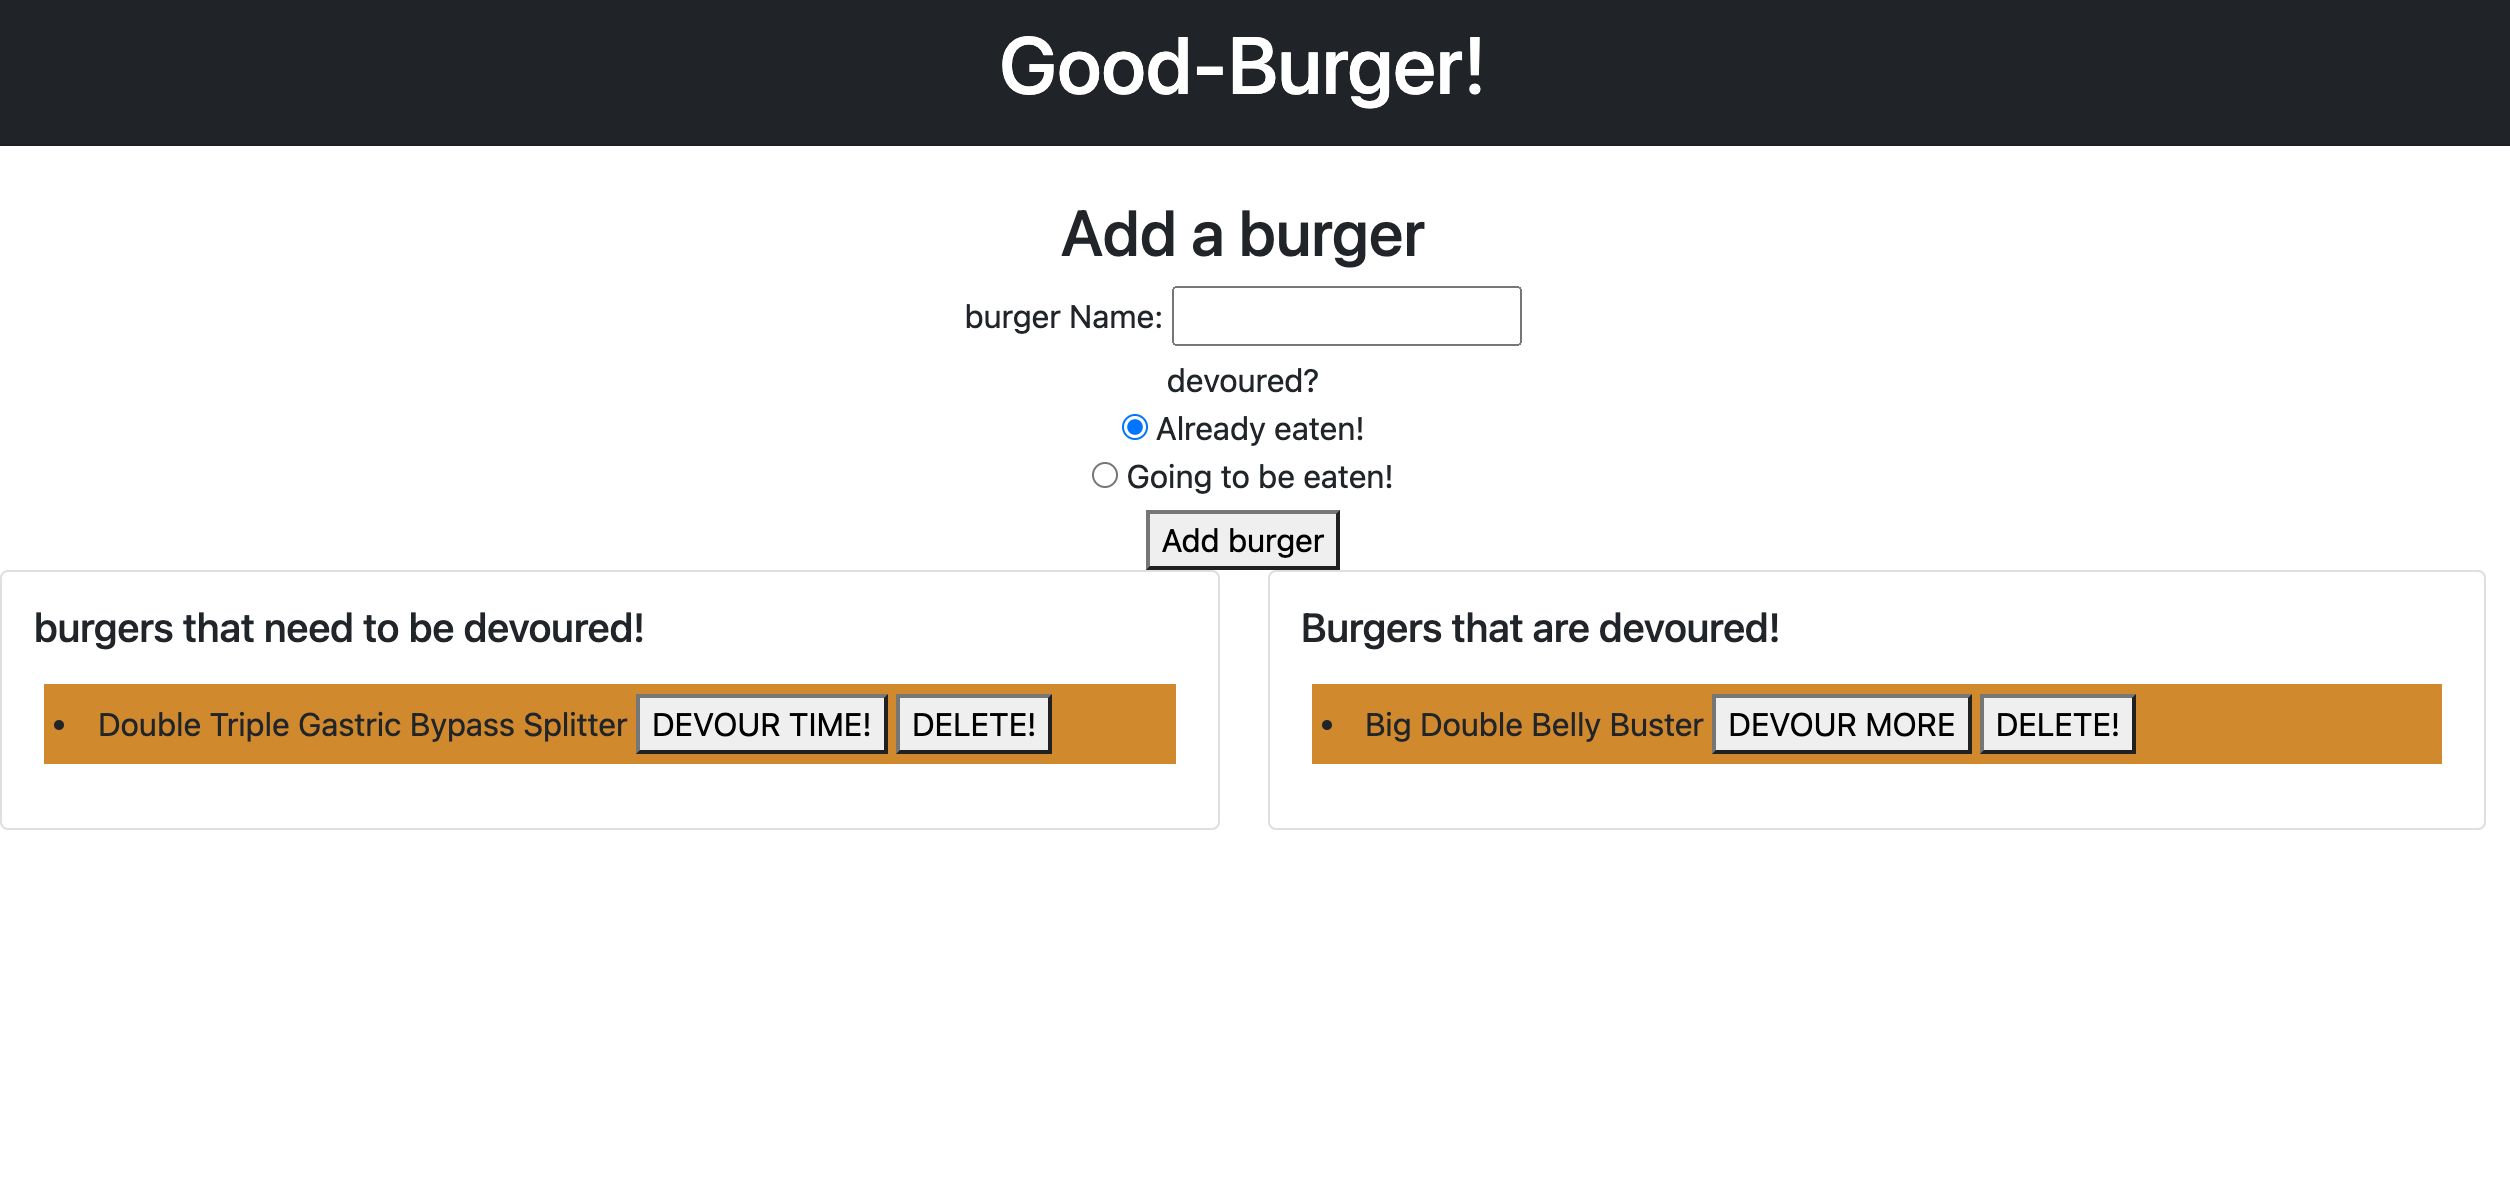 Good-Burger!
Add a burger
burger Name:
devoured?
Already eaten!
Going to be eaten!
Add burger
burgers that need to be devoured!
Double Triple Gastric Bypass Splitter DEVOUR TIME! DELETE!
Burgers that are devoured!
Big Double Belly Buster DEVOUR MORE DELETE!